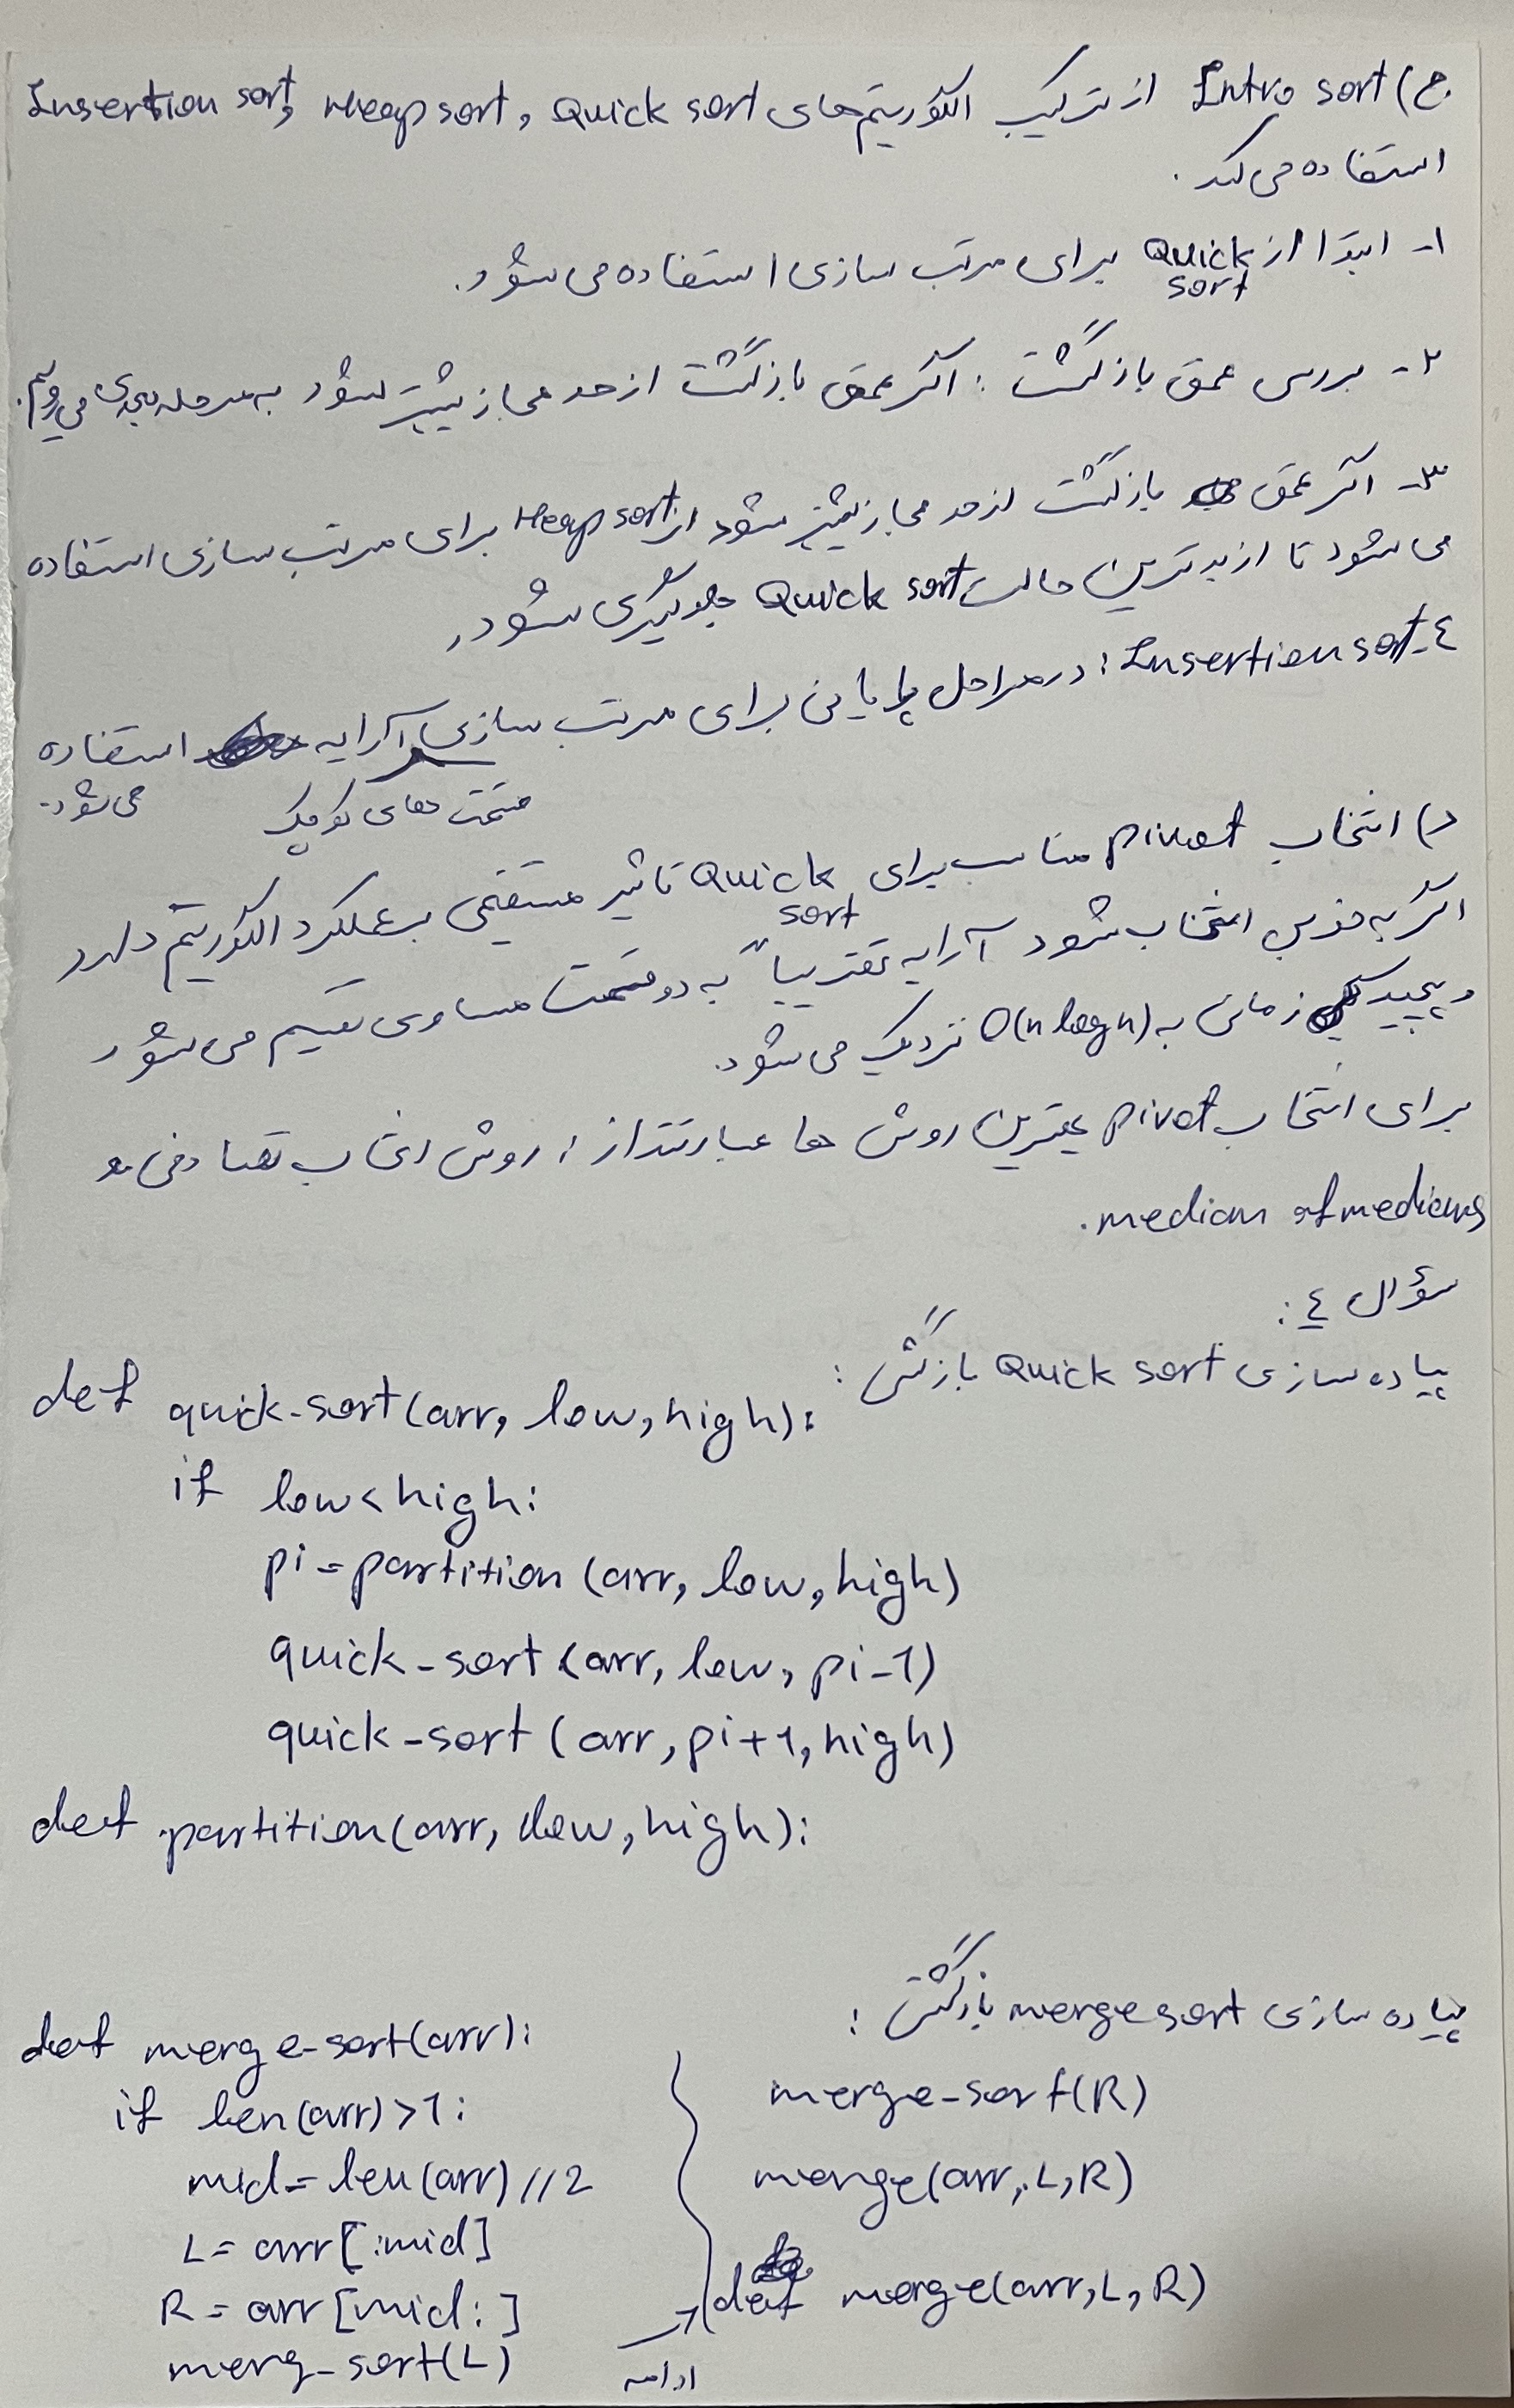 ج) Intro sort از ترکیب الگوریتم‌های Quick sort, Heap sort, Insertion sort
استفاده می‌کند.
۱- ابتدا از Quick sort برای مرتب سازی استفاده می‌شود.
۲- بررسی عمق بازگشت: اگر عمق بازگشت از حد مجاز بیشتر شود به مرحله بعدی می‌رویم.
۳- اگر عمق بازگشت از حد مجاز بیشتر شود از Heap sort برای مرتب سازی استفاده
می‌شود تا از بدترین حالت Quick sort جلوگیری شود.
٤- Insertion sort: در مراحل پایانی برای مرتب سازی قسمت‌های کوچک آرایه استفاده
می‌شود.
د) انتخاب pivot مناسب برای Quick sort تاثیر مستقیمی بر عملکرد الگوریتم دارد
اگر به خوبی انتخاب شود آرایه تقریباً به دو قسمت مساوی تقسیم می‌شود
و پیچیدگی زمانی به O(n log n) نزدیک می‌شود.
برای انتخاب pivot بهترین روش ها عبارتنداز: روش انتخاب تصادفی و
median of medians.
سؤال ٤:
پیاده سازی Quick sort بازگشتی:
def quick-sort(arr, low, high):
if low < high:
pi = partition (arr, low, high)
quick-sort (arr, low, pi-1)
quick-sort (arr, pi+1, high)
def partition(arr, low, high):
پیاده سازی merge sort بازگشتی:
def merge-sort(arr):
if len(arr) > 1:
mid = len(arr) // 2
L = arr[:mid]
R = arr[mid:]
merg-sort(L)
ادامه
merge-sort(R)
merge(arr, L, R)
def merge(arr, L, R)